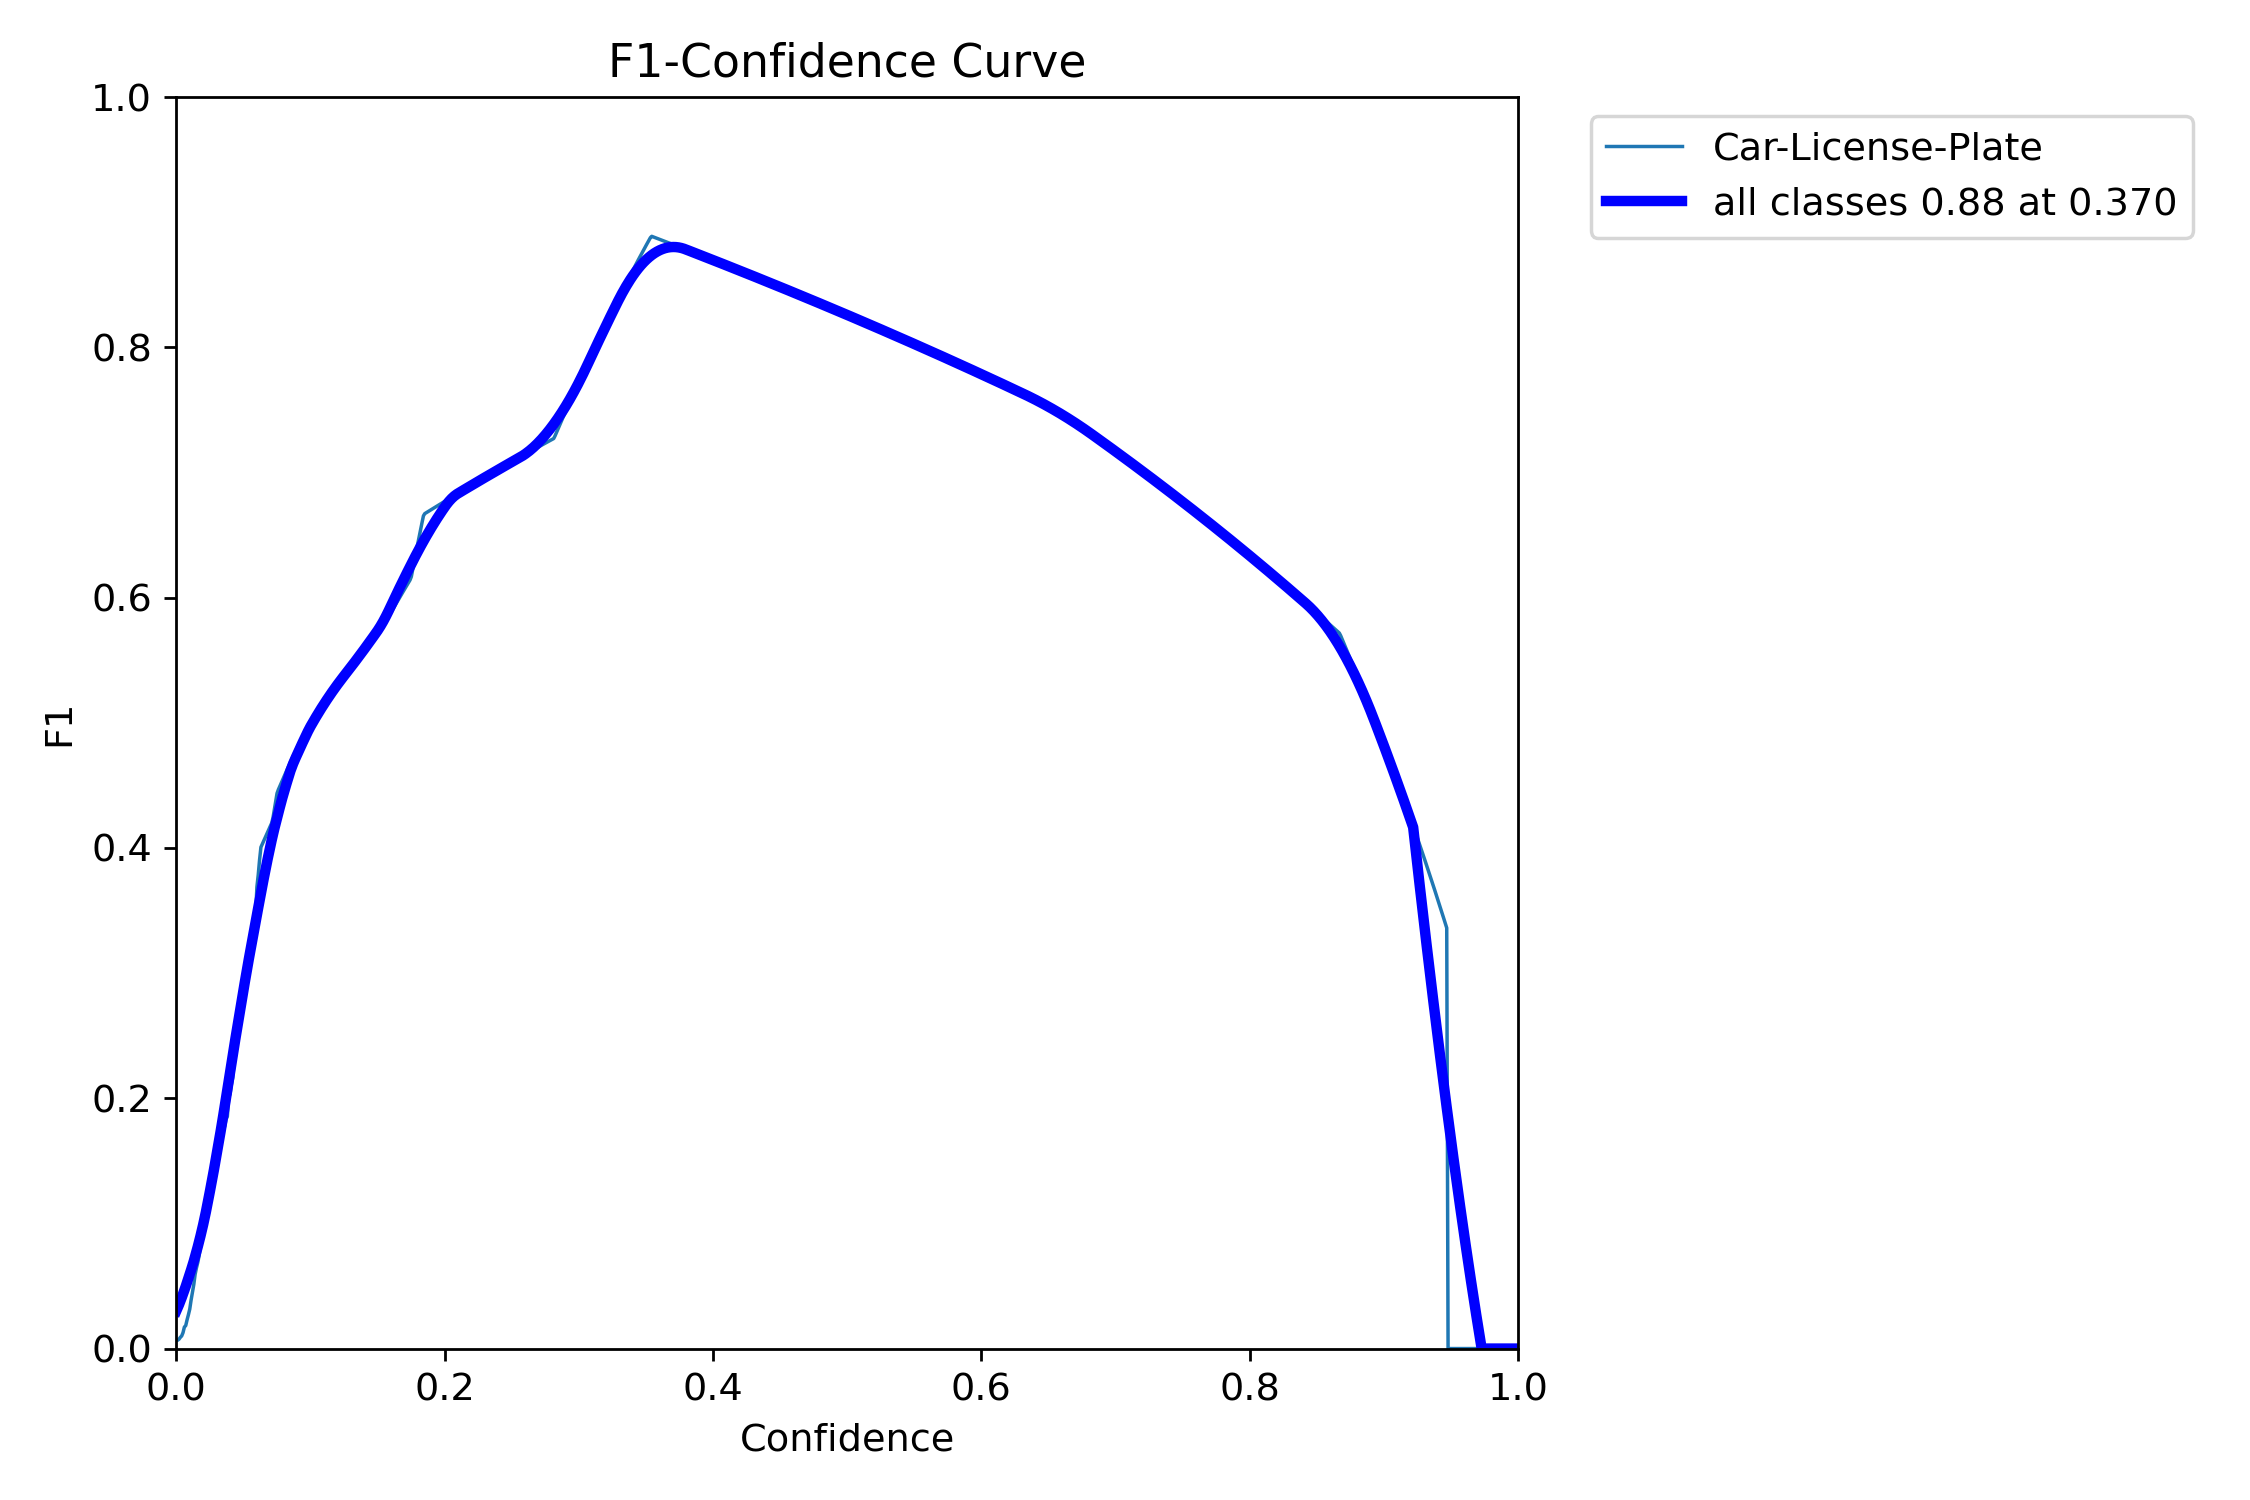 F1-Confidence Curve
1.0
0.8
0.6
0.4
0.2
0.0
F1
0.0 0.2 0.4 0.6 0.8 1.0
Confidence
Car-License-Plate
all classes 0.88 at 0.370